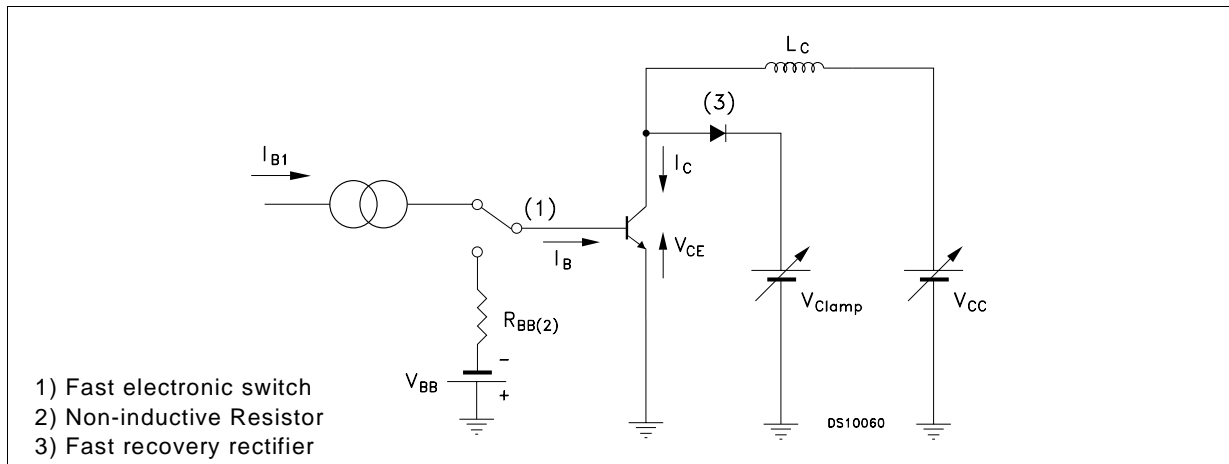 L_C
(3)
I_B1
I_C
(1)
I_B
V_CE
V_Clamp
V_CC
R_BB(2)
-
V_BB
+
1) Fast electronic switch
2) Non-inductive Resistor
3) Fast recovery rectifier
DS10060